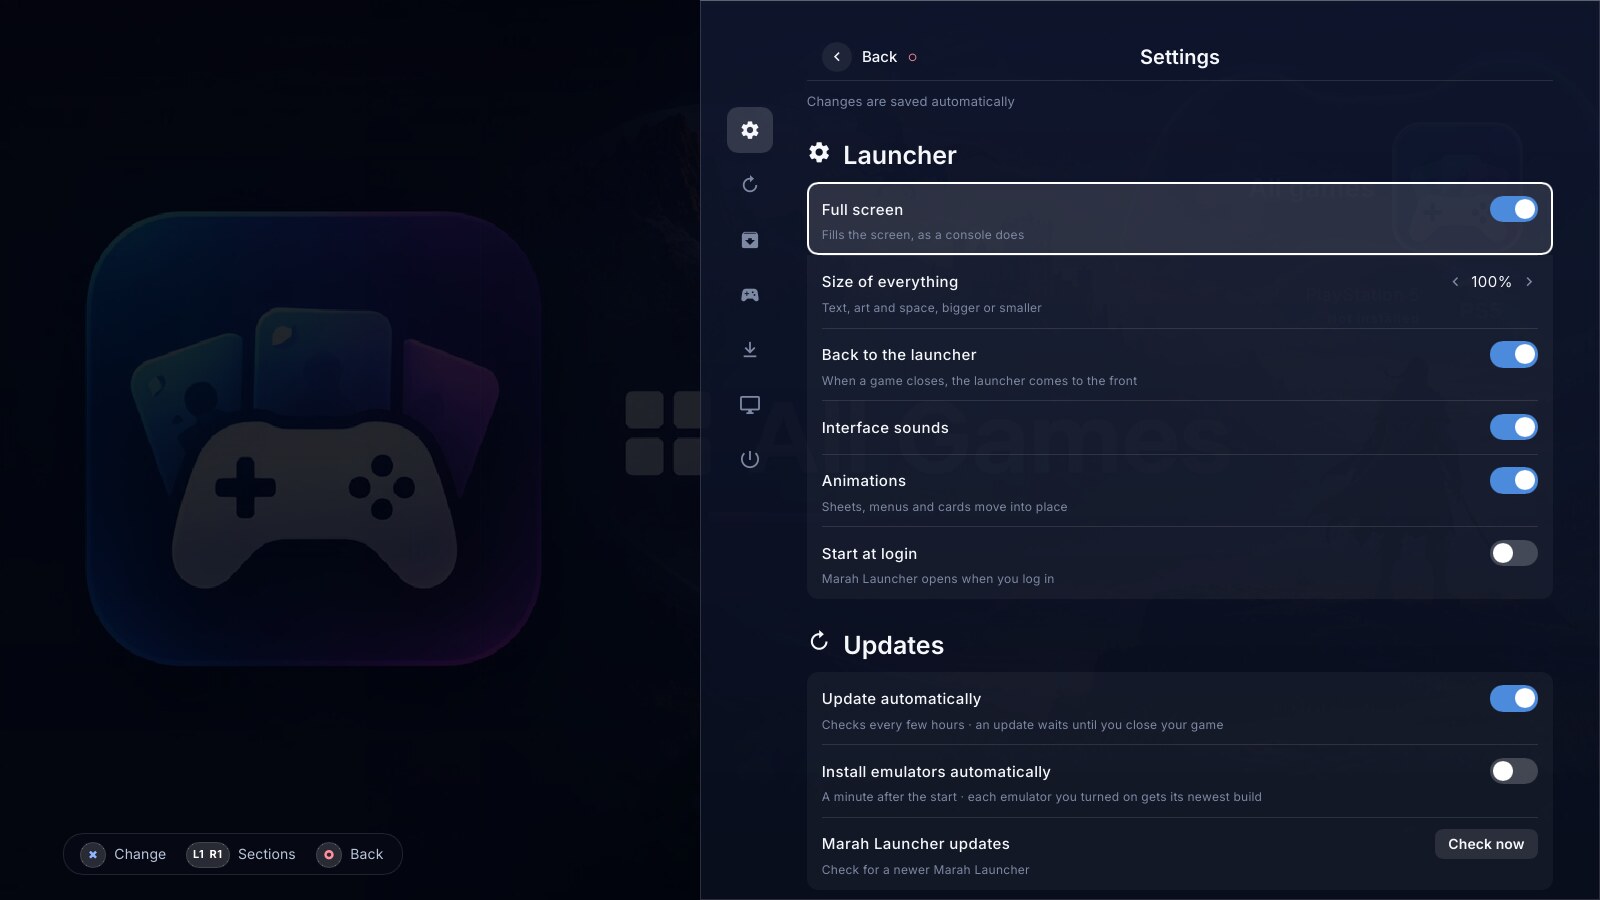 Back
Settings
Changes are saved automatically
Launcher
Full screen
Fills the screen, as a console does
Size of everything
100%
Text, art and space, bigger or smaller
Back to the launcher
When a game closes, the launcher comes to the front
Interface sounds
Animations
Sheets, menus and cards move into place
Start at login
Marah Launcher opens when you log in
Updates
Update automatically
Checks every few hours · an update waits until you close your game
Install emulators automatically
A minute after the start · each emulator you turned on gets its newest build
Marah Launcher updates
Check now
Check for a newer Marah Launcher
All Games
L1 R1
Change
Sections
Back